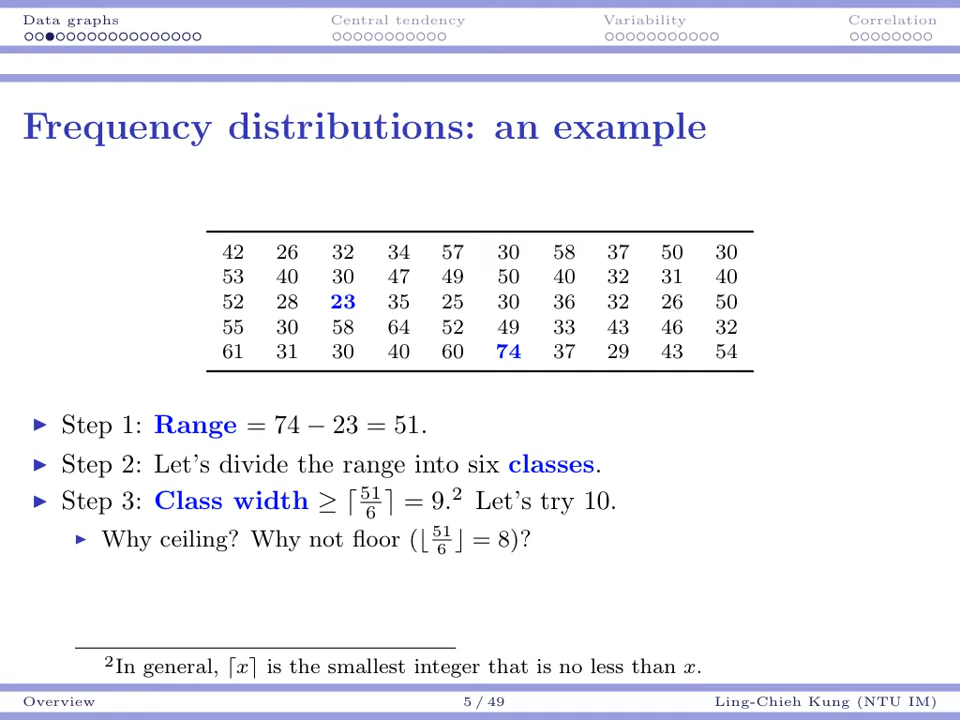 Data graphs Central tendency Variability Correlation
Frequency distributions: an example
42 26 32 34 57 30 58 37 50 30
53 40 30 47 49 50 40 32 31 40
52 28 23 35 25 30 36 32 26 50
55 30 58 64 52 49 33 43 46 32
61 31 30 40 60 74 37 29 43 54
▶ Step 1: Range = 74 − 23 = 51.
▶ Step 2: Let's divide the range into six classes.
▶ Step 3: Class width ≥ ⌈51/6⌉ = 9.² Let's try 10.
▶ Why ceiling? Why not floor (⌊51/6⌋ = 8)?
²In general, ⌈x⌉ is the smallest integer that is no less than x.
Overview 5 / 49 Ling-Chieh Kung (NTU IM)